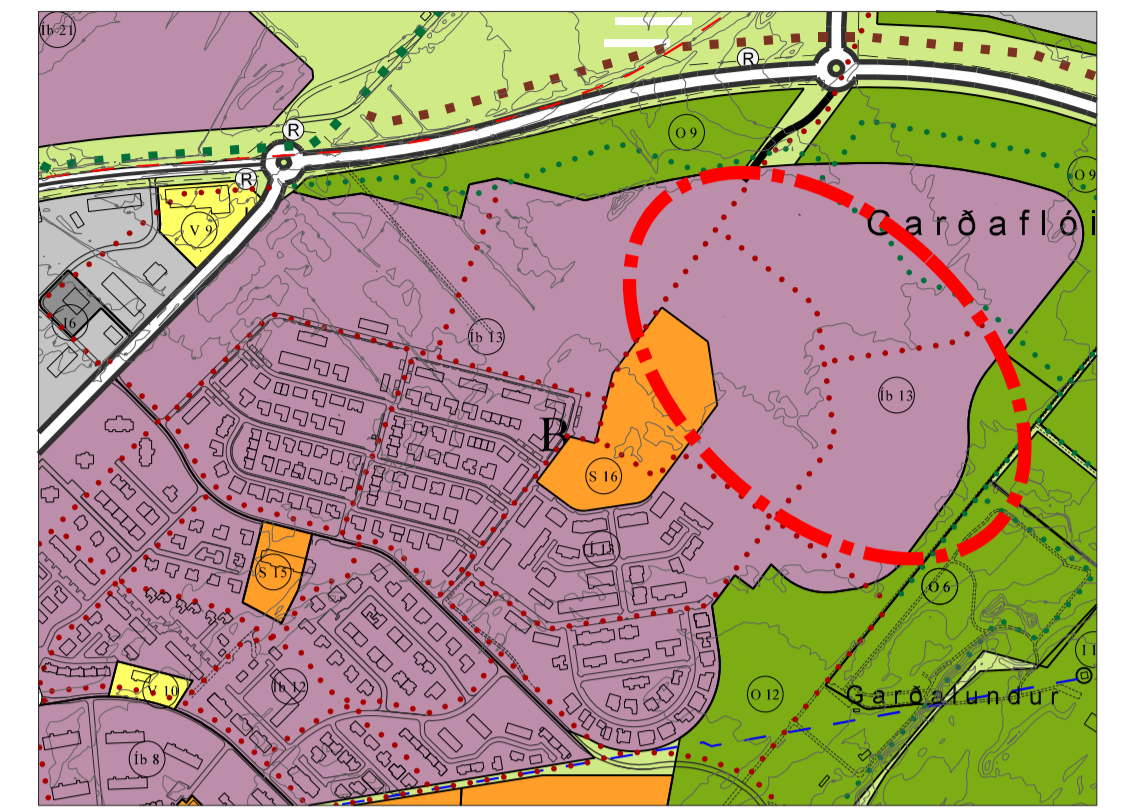 Íb 21
R
R
O 9
R
O 9
V 9
Garðaflói
I6
Íb 13
Íb 13
B
S 16
S 15
O 6
V 10
Íb 12
O 12
Garðalundur
Íb 8